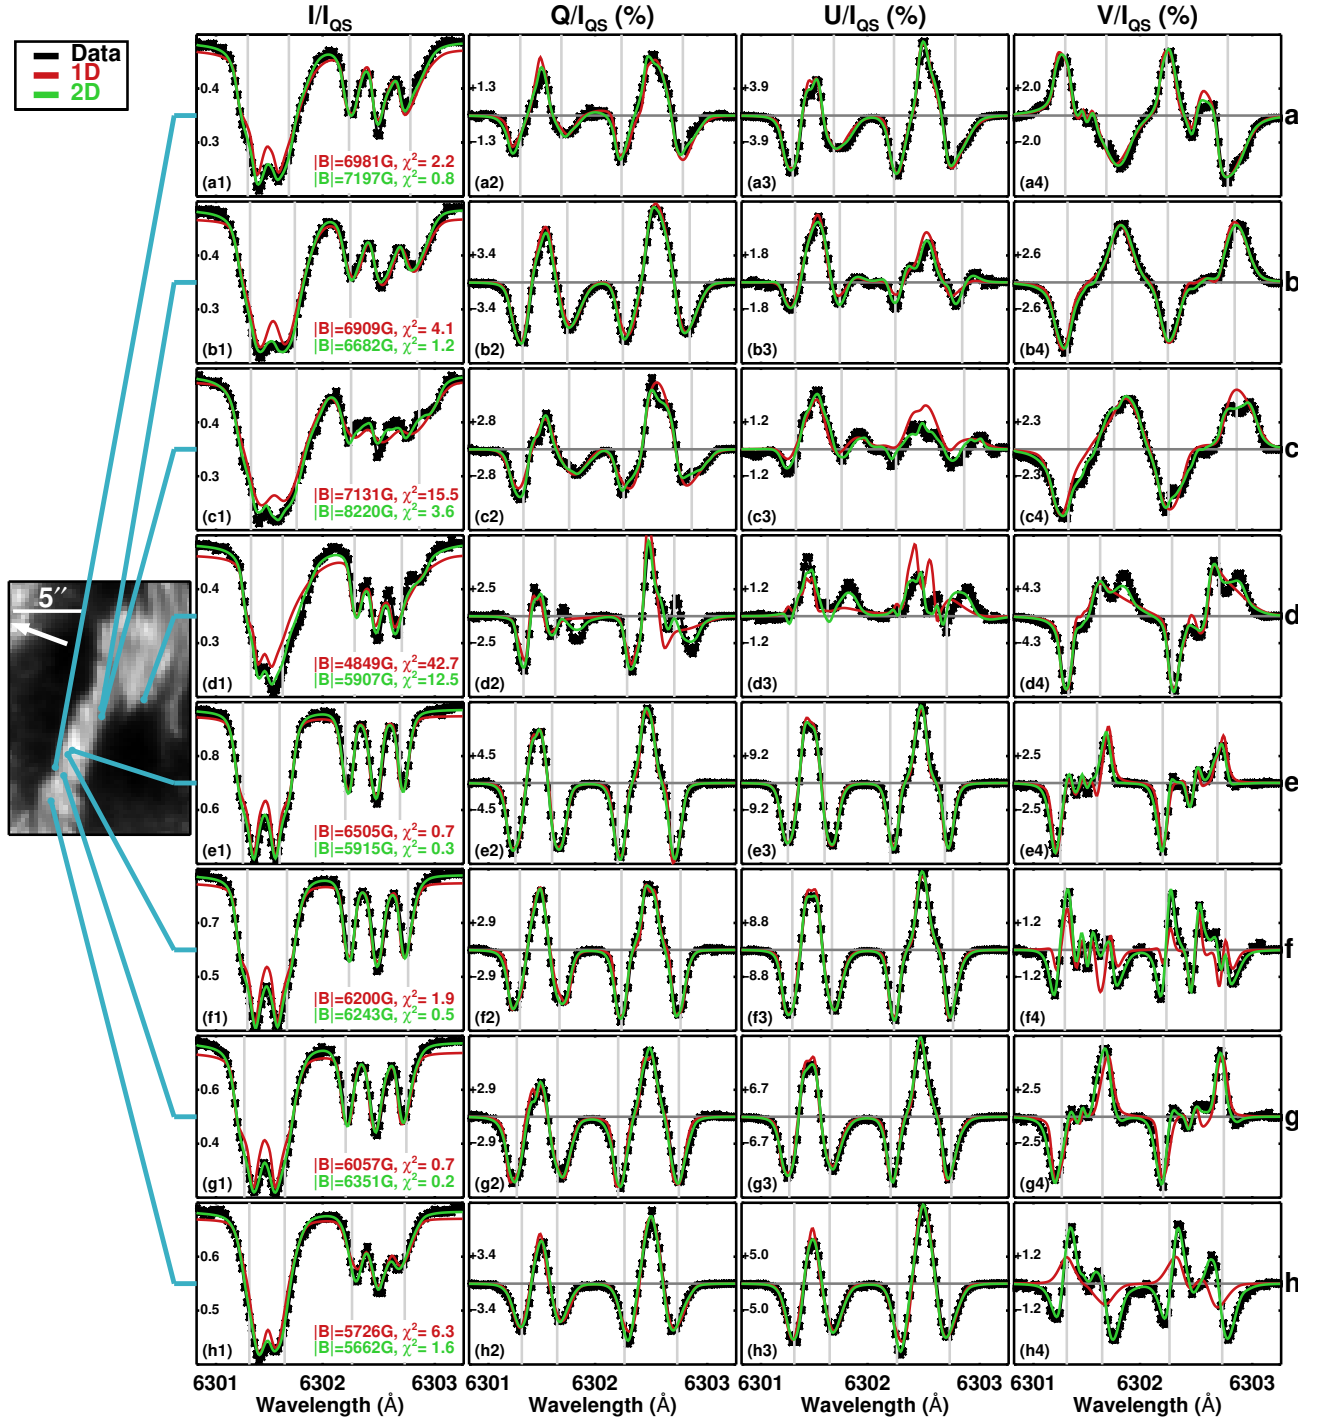 I/I_QS Q/I_QS (%) U/I_QS (%) V/I_QS (%)
Data
1D
2D
0.4
0.3
|B|=6981G, χ²= 2.2
|B|=7197G, χ²= 0.8
(a1)
+1.3
−1.3
(a2)
+3.9
−3.9
(a3)
+2.0
−2.0
(a4)
a
0.4
0.3
|B|=6909G, χ²= 4.1
|B|=6682G, χ²= 1.2
(b1)
+3.4
−3.4
(b2)
+1.8
−1.8
(b3)
+2.6
−2.6
(b4)
b
0.4
0.3
|B|=7131G, χ²=15.5
|B|=8220G, χ²= 3.6
(c1)
+2.8
−2.8
(c2)
+1.2
−1.2
(c3)
+2.3
−2.3
(c4)
c
5″
0.4
0.3
|B|=4849G, χ²=42.7
|B|=5907G, χ²=12.5
(d1)
+2.5
−2.5
(d2)
+1.2
−1.2
(d3)
+4.3
−4.3
(d4)
d
0.8
0.6
|B|=6505G, χ²= 0.7
|B|=5915G, χ²= 0.3
(e1)
+4.5
−4.5
(e2)
+9.2
−9.2
(e3)
+2.5
−2.5
(e4)
e
0.7
0.5
|B|=6200G, χ²= 1.9
|B|=6243G, χ²= 0.5
(f1)
+2.9
−2.9
(f2)
+8.8
−8.8
(f3)
+1.2
−1.2
(f4)
f
0.6
0.4
|B|=6057G, χ²= 0.7
|B|=6351G, χ²= 0.2
(g1)
+2.9
−2.9
(g2)
+6.7
−6.7
(g3)
+2.5
−2.5
(g4)
g
0.6
0.5
|B|=5726G, χ²= 6.3
|B|=5662G, χ²= 1.6
(h1)
+3.4
−3.4
(h2)
+5.0
−5.0
(h3)
+1.2
−1.2
(h4)
h
6301 6302 6303 6301 6302 6303 6301 6302 6303 6301 6302 6303
Wavelength (Å) Wavelength (Å) Wavelength (Å) Wavelength (Å)